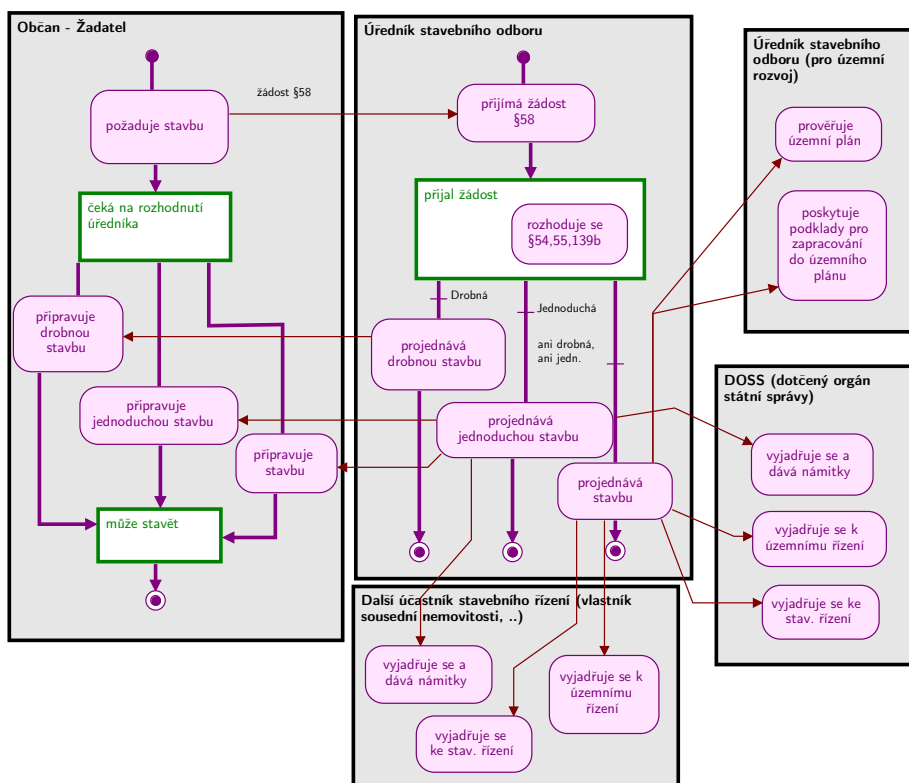 Občan - Žadatel
požaduje stavbu
žádost §58
čeká na rozhodnutí
úředníka
připravuje
drobnou
stavbu
připravuje
jednoduchou stavbu
připravuje
stavbu
může stavět
Úředník stavebního odboru
přijímá žádost
§58
přijal žádost
rozhoduje se
§54,55,139b
Drobná
Jednoduchá
ani drobná,
ani jedn.
projednává
drobnou stavbu
projednává
jednoduchou stavbu
projednává
stavbu
Úředník stavebního
odboru (pro územní
rozvoj)
prověřuje
územní plán
poskytuje
podklady pro
zapracování
do územního
plánu
DOSS (dotčený orgán
státní správy)
vyjadřuje se a
dává námitky
vyjadřuje se k
územnímu řízení
vyjadřuje se ke
stav. řízení
Další účastník stavebního řízení (vlastník
sousední nemovitosti, ..)
vyjadřuje se a
dává námitky
vyjadřuje se k
územnímu
řízení
vyjadřuje se
ke stav. řízení